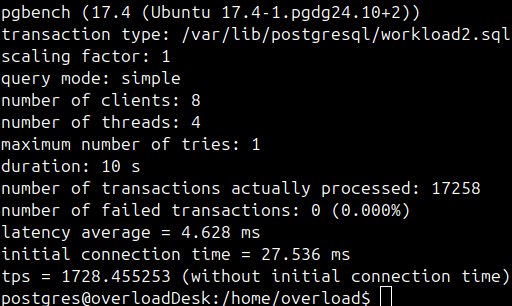 pgbench (17.4 (Ubuntu 17.4-1.pgdg24.10+2))
transaction type: /var/lib/postgresql/workload2.sql
scaling factor: 1
query mode: simple
number of clients: 8
number of threads: 4
maximum number of tries: 1
duration: 10 s
number of transactions actually processed: 17258
number of failed transactions: 0 (0.000%)
latency average = 4.628 ms
initial connection time = 27.536 ms
tps = 1728.455253 (without initial connection time)
postgres@overloadDesk:/home/overload$